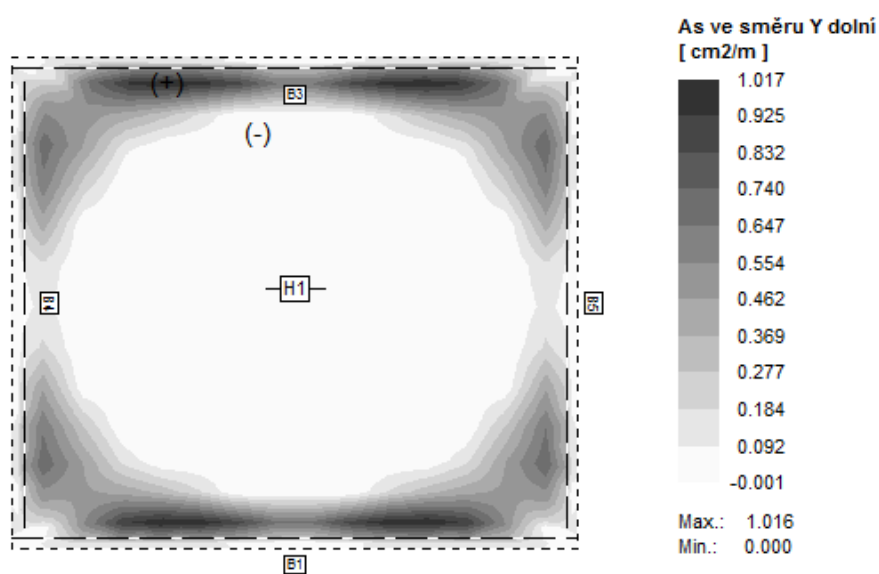 As ve směru Y dolní
[ cm2/m ]
(+)
B3
(-)
H1
B4
B5
B1
1.017
0.925
0.832
0.740
0.647
0.554
0.462
0.369
0.277
0.184
0.092
-0.001
Max.: 1.016
Min.: 0.000